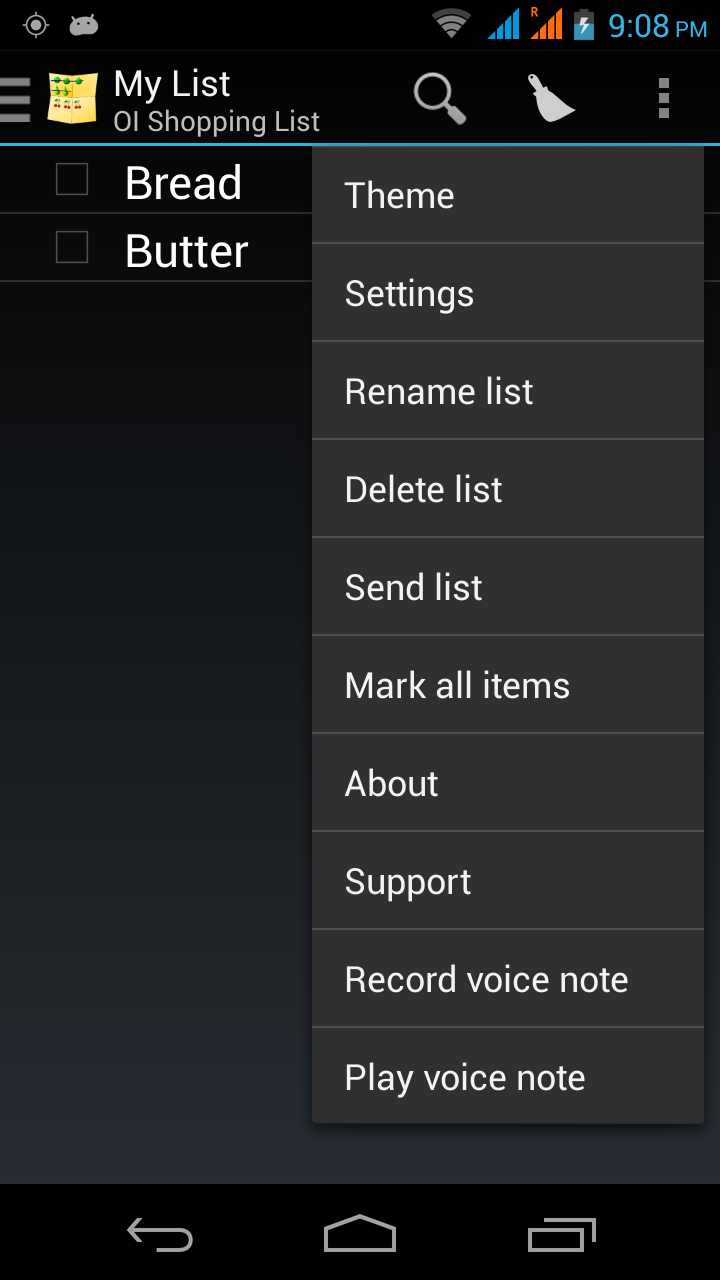 R
9:08 PM
My List
OI Shopping List
Bread
Butter
Theme
Settings
Rename list
Delete list
Send list
Mark all items
About
Support
Record voice note
Play voice note